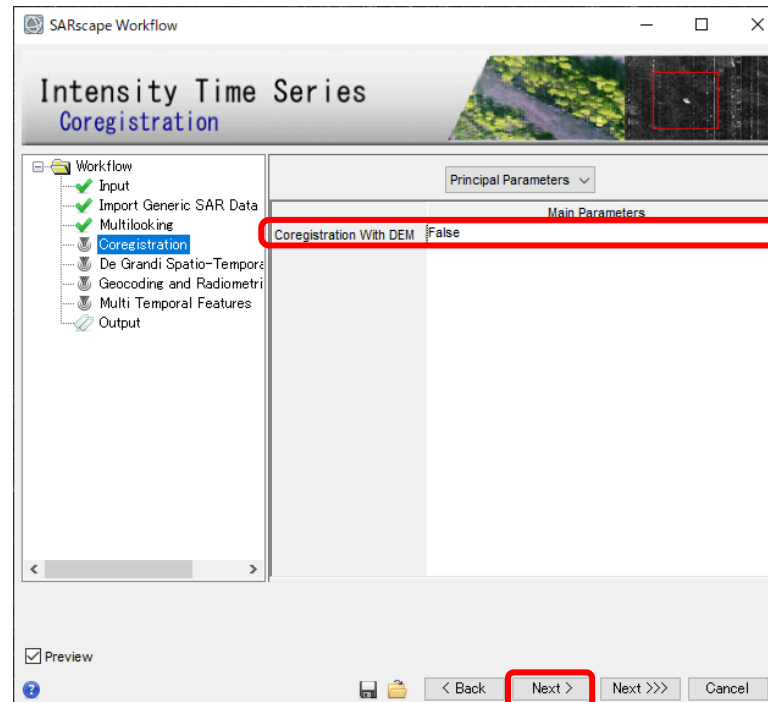 SARscape Workflow
Intensity Time Series
Coregistration
Workflow
Input
Import Generic SAR Data
Multilooking
Coregistration
De Grandi Spatio-Tempora
Geocoding and Radiometri
Multi Temporal Features
Output
Principal Parameters
Main Parameters
Coregistration With DEM False
Preview
< Back Next > Next >>> Cancel